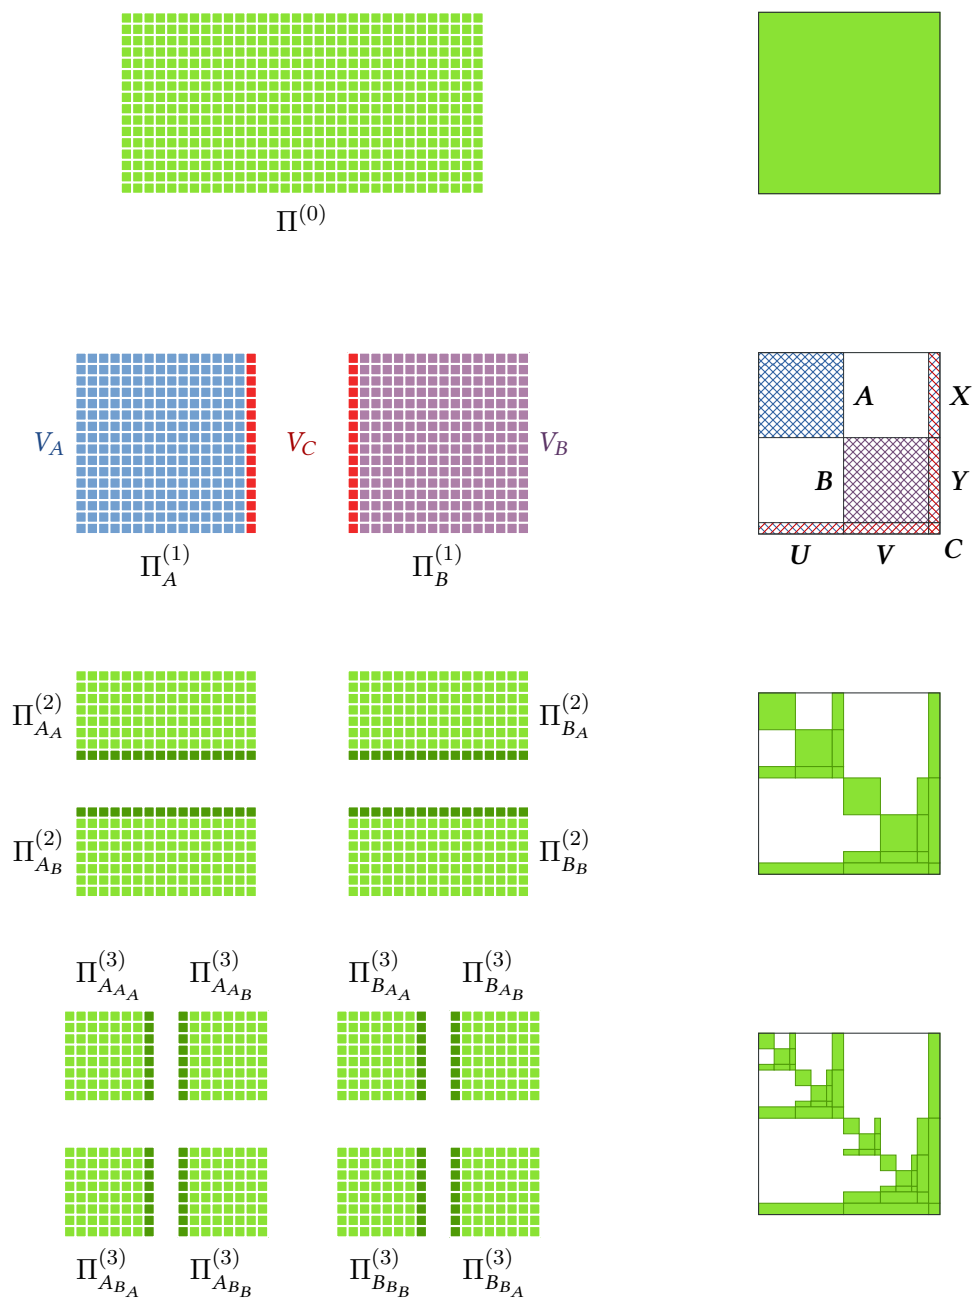 Π^(0)
V_A V_C V_B A X
B Y
Π_A^(1) Π_B^(1) U V C
Π_{A_A}^(2) Π_{B_A}^(2)
Π_{A_B}^(2) Π_{B_B}^(2)
Π_{A_{A_A}}^(3) Π_{A_{A_B}}^(3) Π_{B_{A_A}}^(3) Π_{B_{A_B}}^(3)
Π_{A_{B_A}}^(3) Π_{A_{B_B}}^(3) Π_{B_{B_B}}^(3) Π_{B_{B_A}}^(3)